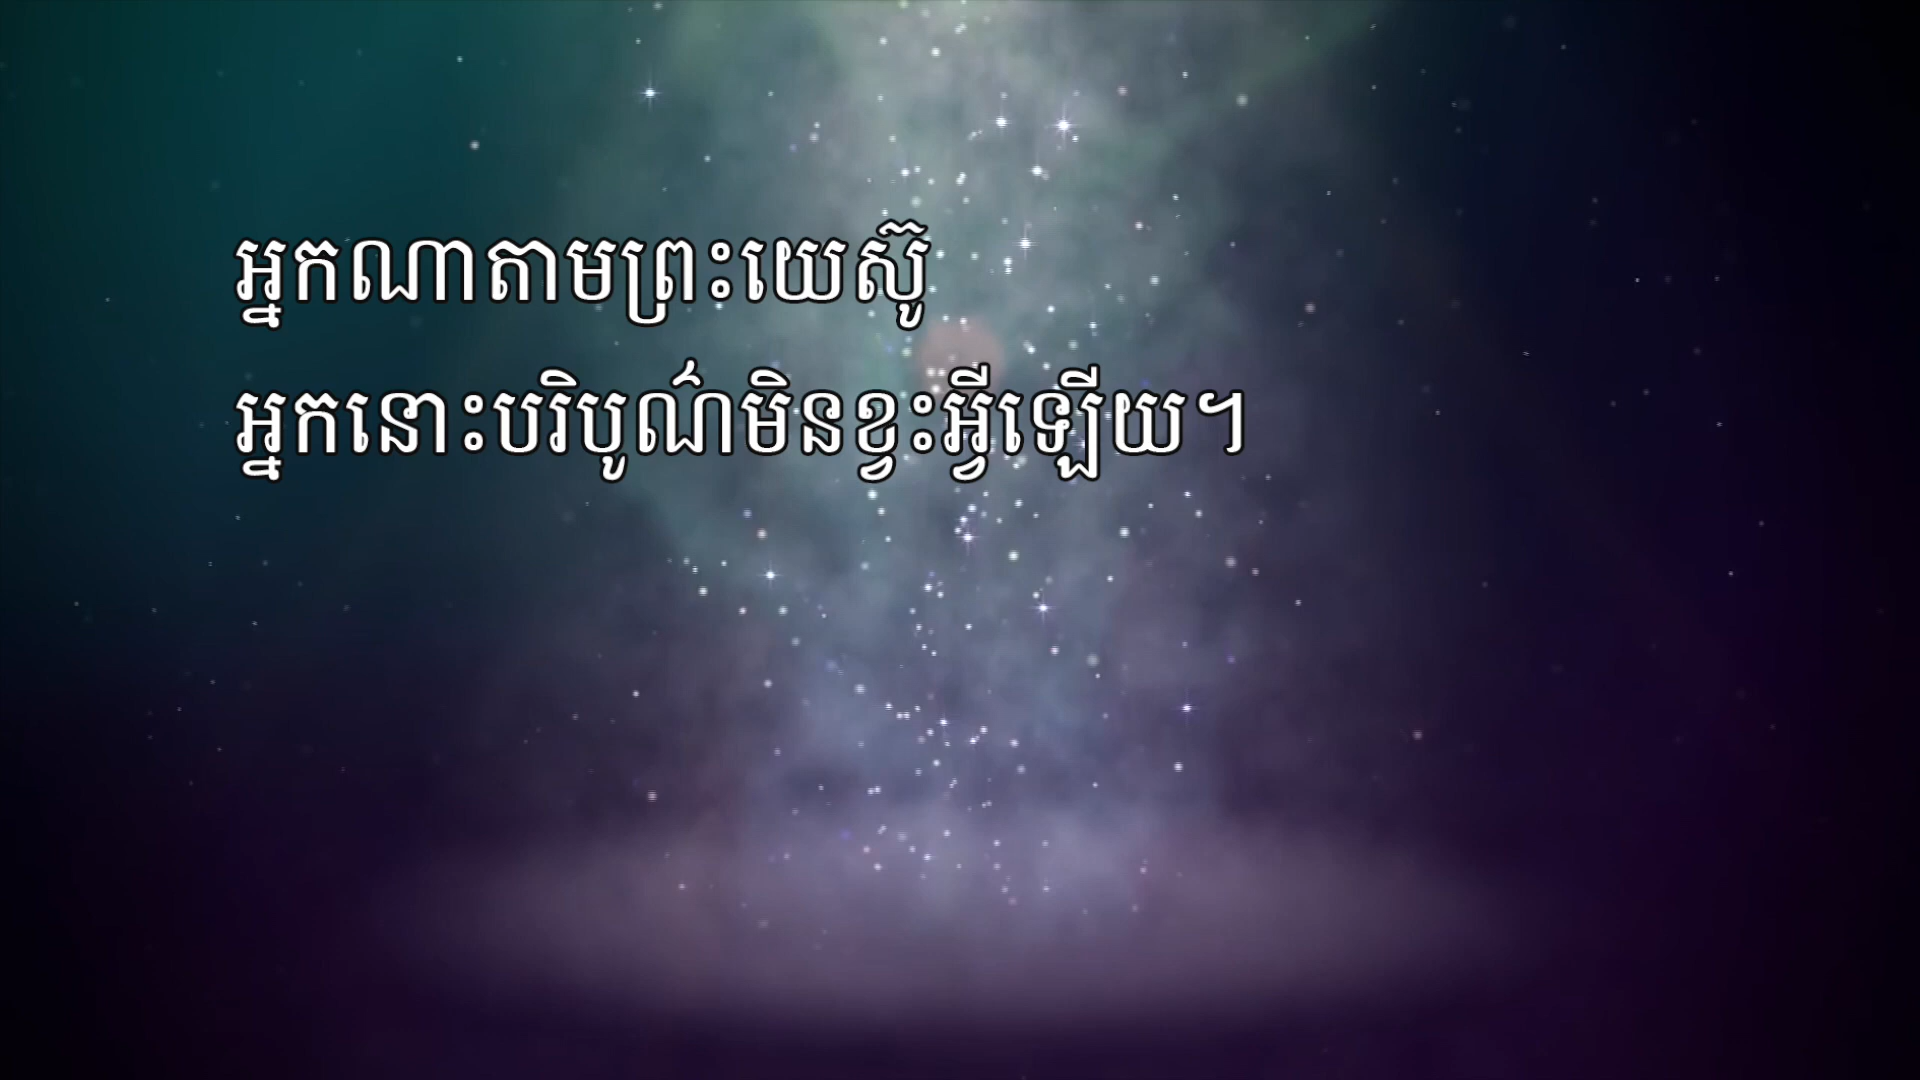 អ្នកណាតាមព្រះយេស៊ូ
អ្នកនោះបរិបូណ៌មិនខ្វះអ្វីឡើយ។